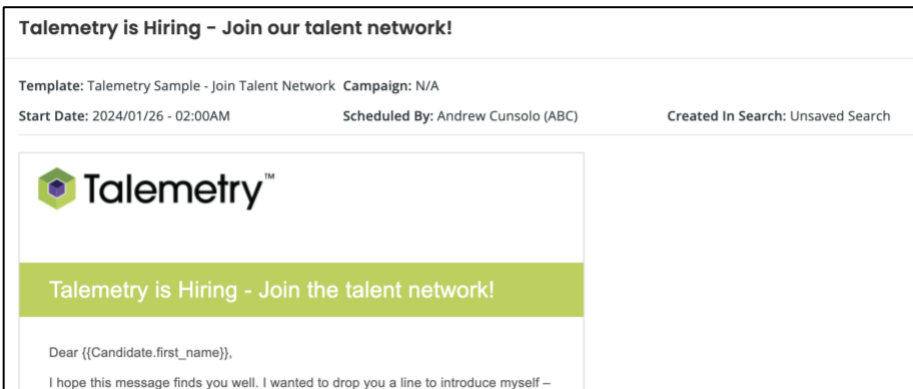 Talemetry is Hiring - Join our talent network!
Template: Talemetry Sample - Join Talent Network Campaign: N/A
Start Date: 2024/01/26 - 02:00AM Scheduled By: Andrew Cunsolo (ABC) Created In Search: Unsaved Search
Talemetry™
Talemetry is Hiring - Join the talent network!
Dear {{Candidate.first_name}},
I hope this message finds you well. I wanted to drop you a line to introduce myself –